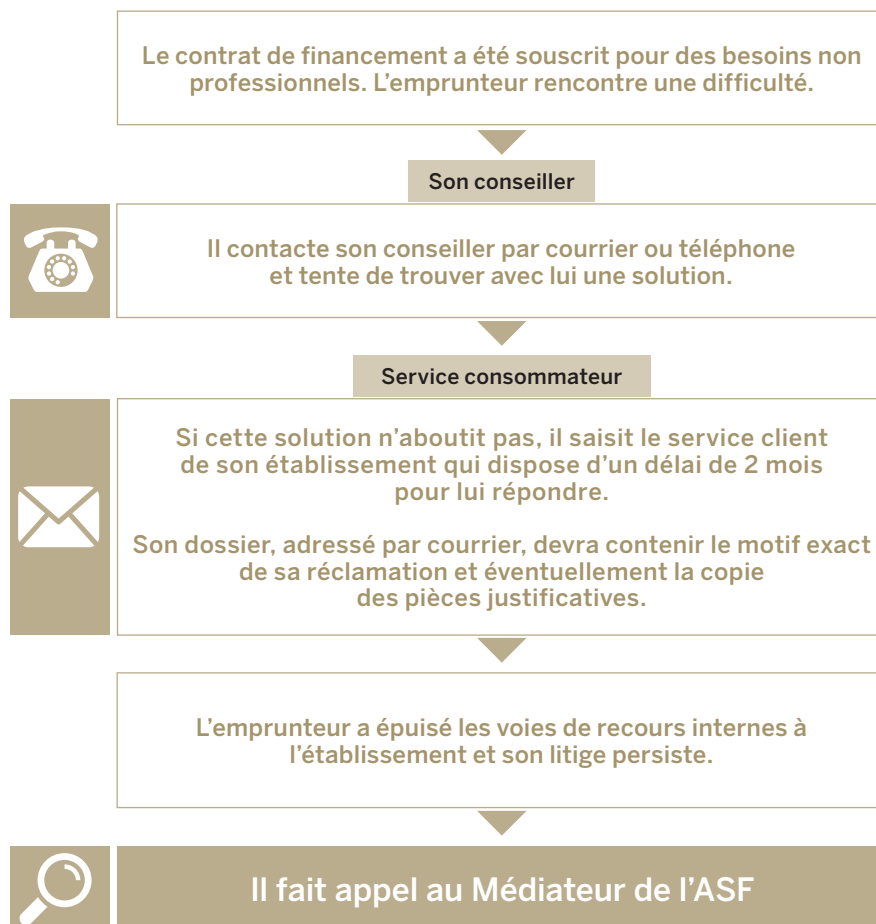 Le contrat de financement a été souscrit pour des besoins non
professionnels. L’emprunteur rencontre une difficulté.
Son conseiller
Il contacte son conseiller par courrier ou téléphone
et tente de trouver avec lui une solution.
Service consommateur
Si cette solution n’aboutit pas, il saisit le service client
de son établissement qui dispose d’un délai de 2 mois
pour lui répondre.
Son dossier, adressé par courrier, devra contenir le motif exact
de sa réclamation et éventuellement la copie
des pièces justificatives.
L’emprunteur a épuisé les voies de recours internes à
l’établissement et son litige persiste.
Il fait appel au Médiateur de l’ASF